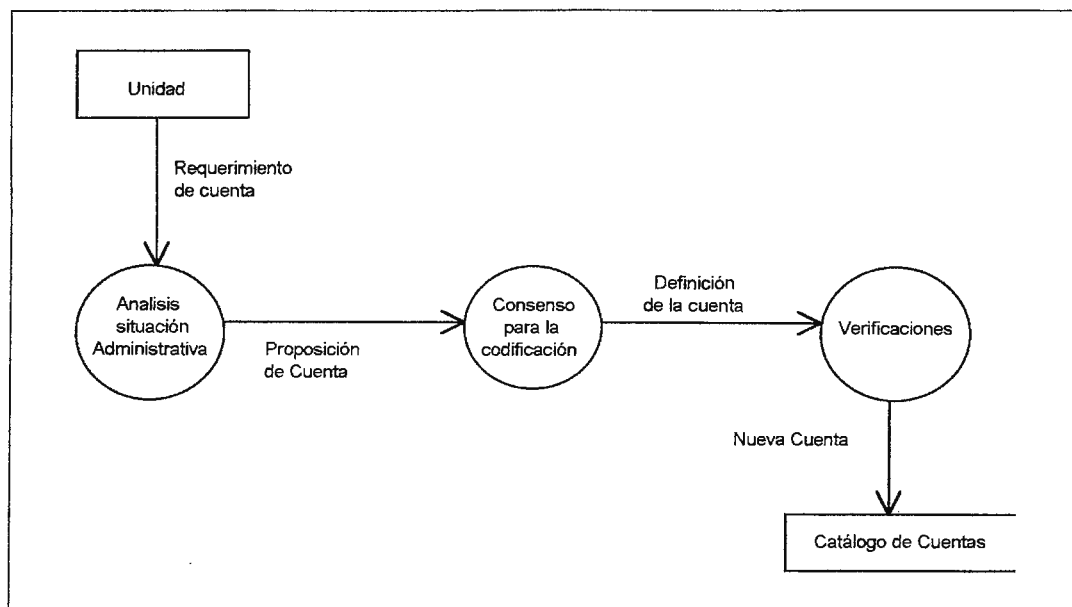 Unidad
Requerimiento
de cuenta
Analisis
situación
Administrativa
Proposición
de Cuenta
Consenso
para la
codificación
Definición
de la cuenta
Verificaciones
Nueva Cuenta
Catálogo de Cuentas